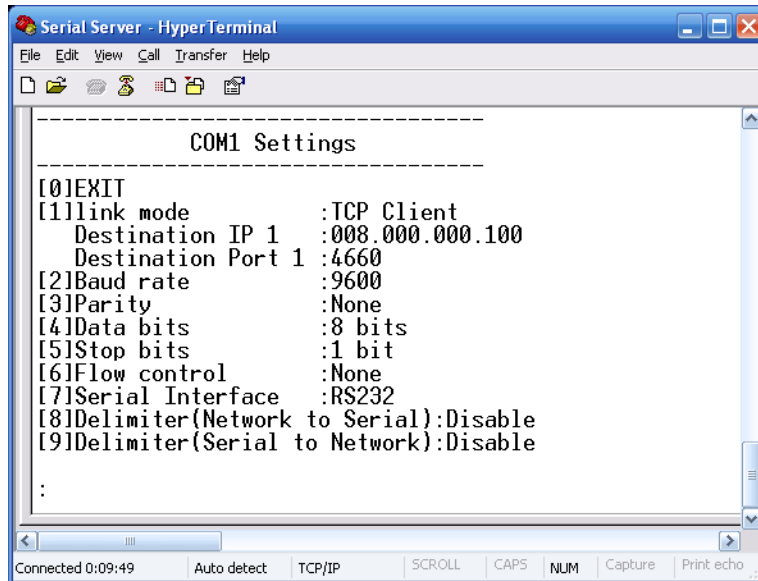 Serial Server - HyperTerminal
File Edit View Call Transfer Help
------------------------------------
COM1 Settings
------------------------------------
[0]EXIT
[1]link mode :TCP Client
Destination IP 1 :008.000.000.100
Destination Port 1 :4660
[2]Baud rate :9600
[3]Parity :None
[4]Data bits :8 bits
[5]Stop bits :1 bit
[6]Flow control :None
[7]Serial Interface :RS232
[8]Delimiter(Network to Serial):Disable
[9]Delimiter(Serial to Network):Disable
:
Connected 0:09:49 Auto detect TCP/IP SCROLL CAPS NUM Capture Print echo